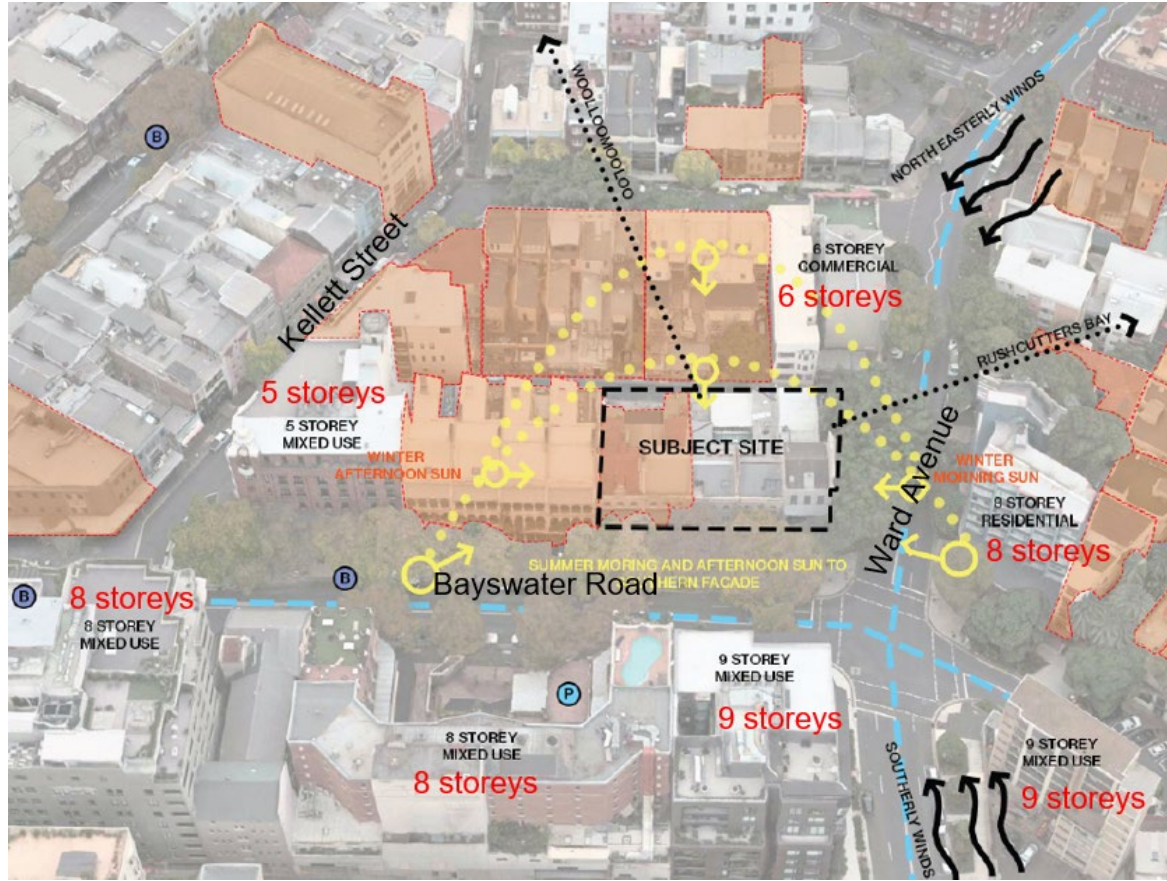 WOOLLOOMOOLOO
NORTH EASTERLY WINDS
B
Kellett Street
6 STOREY
COMMERCIAL
6 storeys
RUSHCUTTERS BAY
5 storeys
5 STOREY
MIXED USE
WINTER
AFTERNOON SUN
SUBJECT SITE
Ward Avenue
WINTER
MORNING SUN
8 STOREY
RESIDENTIAL
8 storeys
SUMMER MORING AND AFTERNOON SUN TO
FACADE
Bayswater Road
B
B
8 storeys
8 STOREY
MIXED USE
P
9 STOREY
MIXED USE
9 storeys
8 STOREY
MIXED USE
8 storeys
SOUTHERLY WINDS
9 STOREY
MIXED USE
9 storeys